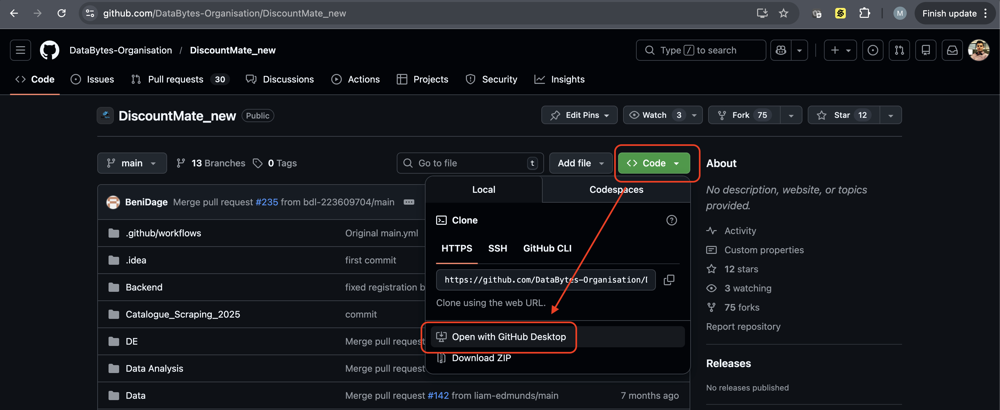 github.com/DataBytes-Organisation/DiscountMate_new
M
Finish update
DataBytes-Organisation / DiscountMate_new
Type / to search
Code
Issues
Pull requests 30
Discussions
Actions
Projects
Security
Insights
DiscountMate_new Public
Edit Pins
Watch 3
Fork 75
Star 12
main
13 Branches
0 Tags
Go to file
t
Add file
Code
About
Local
Codespaces
No description, website, or topics
provided.
BeniDage Merge pull request #235 from bdl-223609704/main
Clone
.github/workflows Original main.yml
Activity
HTTPS SSH GitHub CLI
Custom properties
.idea first commit
12 stars
https://github.com/DataBytes-Organisation/D
Backend fixed registration b
3 watching
Clone using the web URL.
75 forks
Catalogue_Scraping_2025 commit
Report repository
Open with GitHub Desktop
DE Merge pull request
Download ZIP
Releases
Data Analysis Merge pull request
No releases published
Data Merge pull request #142 from liam-edmunds/main 7 months ago